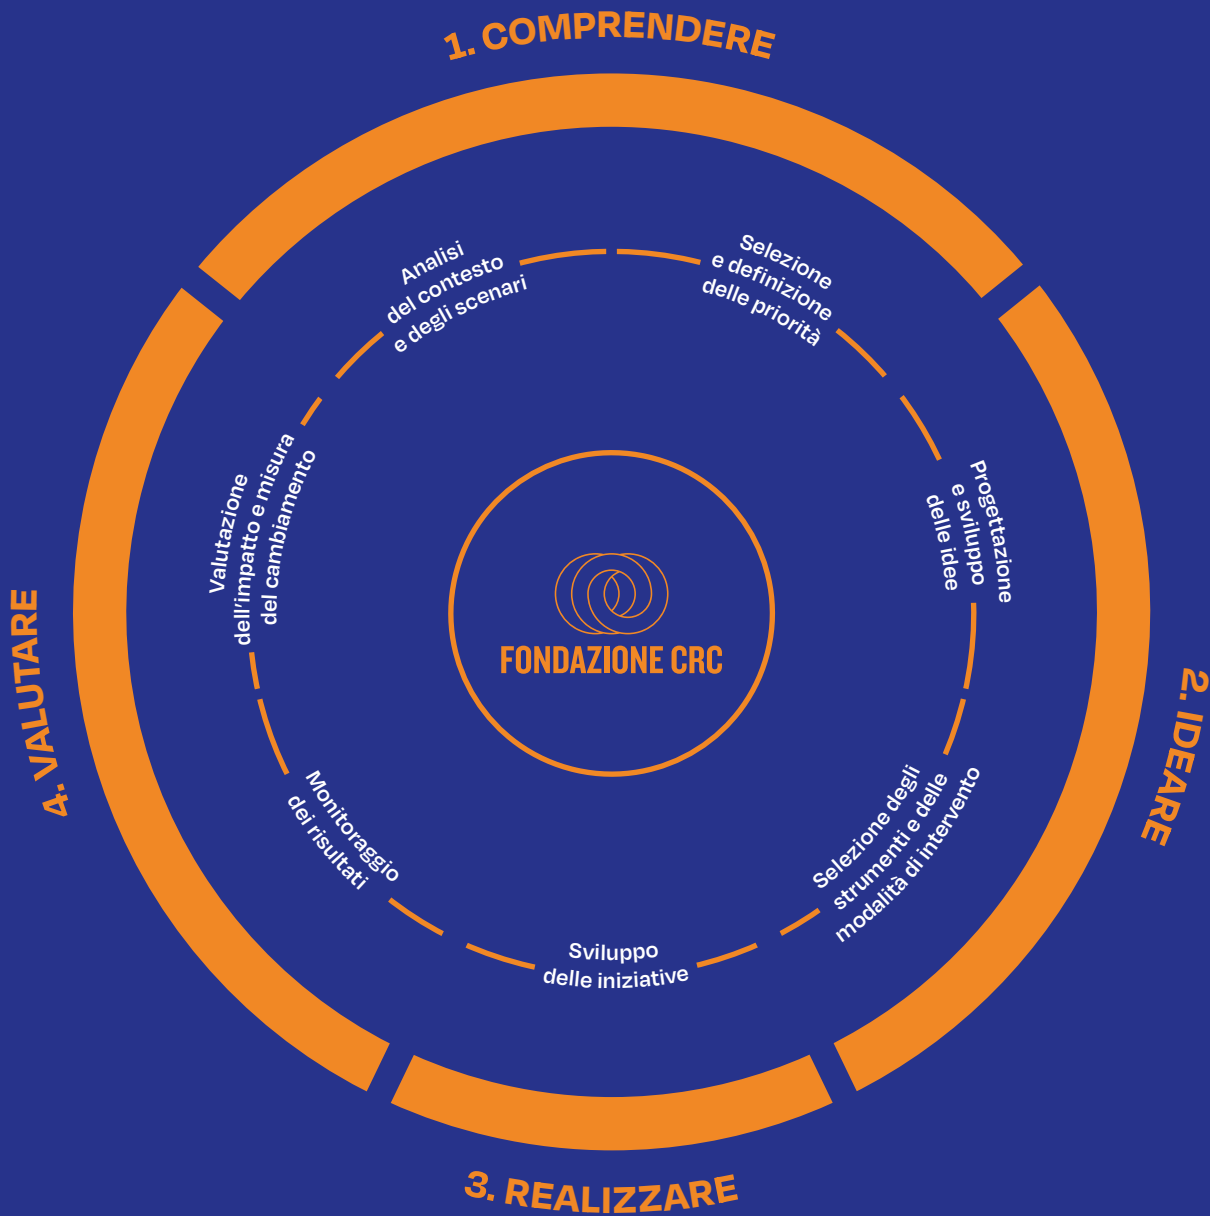 1. COMPRENDERE
Analisi
del contesto
e degli scenari
Selezione
e definizione
delle priorità
2. IDEARE
Progettazione
e sviluppo
delle idee
Selezione degli
strumenti e delle
modalità di intervento
3. REALIZZARE
Sviluppo
delle iniziative
4. VALUTARE
Monitoraggio
dei risultati
Valutazione
dell'impatto e misura
del cambiamento
FONDAZIONE CRC